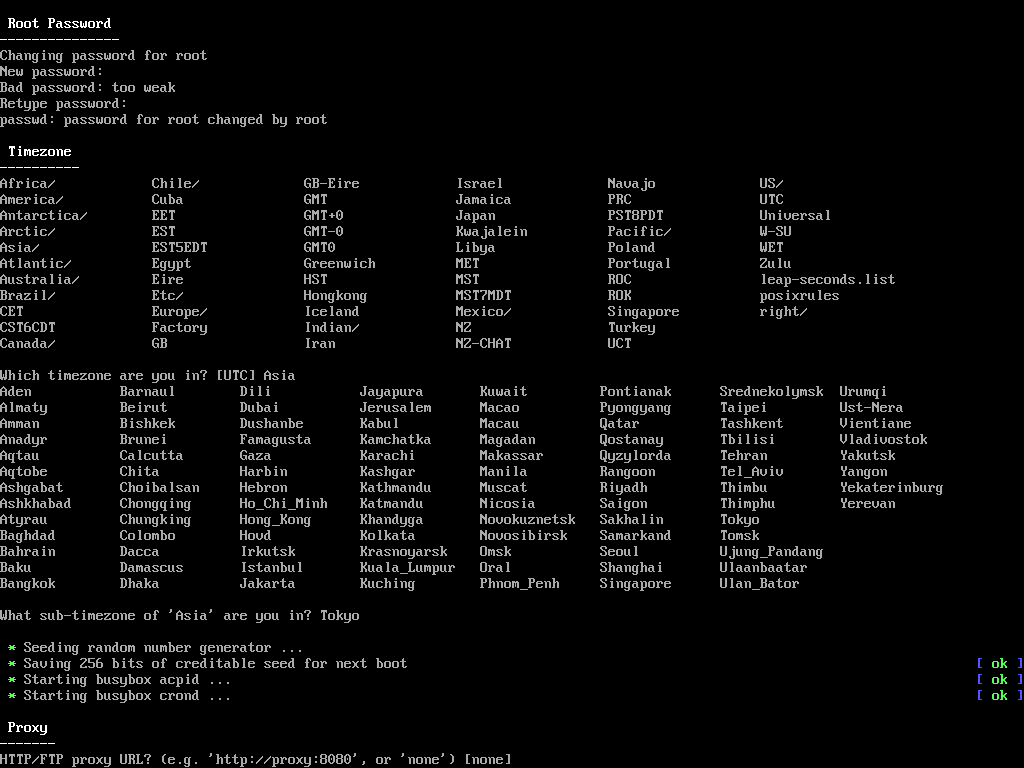 Root Password
---------------
Changing password for root
New password:
Bad password: too weak
Retype password:
passwd: password for root changed by root
Timezone
----------
Africa/ Chile/ GB-Eire Israel Navajo US/
America/ Cuba GMT Jamaica PRC UTC
Antarctica/ EET GMT+0 Japan PST8PDT Universal
Arctic/ EST GMT-0 Kwajalein Pacific/ W-SU
Asia/ EST5EDT GMT0 Libya Poland WET
Atlantic/ Egypt Greenwich MET Portugal Zulu
Australia/ Eire HST MST ROC leap-seconds.list
Brazil/ Etc/ Hongkong MST7MDT ROK posixrules
CET Europe/ Iceland Mexico/ Singapore right/
CST6CDT Factory Indian/ NZ Turkey
Canada/ GB Iran NZ-CHAT UCT
Which timezone are you in? [UTC] Asia
Aden Barnaul Dili Jayapura Kuwait Pontianak Srednekolymsk Urumqi
Almaty Beirut Dubai Jerusalem Macao Pyongyang Taipei Ust-Nera
Amman Bishkek Dushanbe Kabul Macau Qatar Tashkent Vientiane
Anadyr Brunei Famagusta Kamchatka Magadan Qostanay Tbilisi Vladivostok
Aqtau Calcutta Gaza Karachi Makassar Qyzylorda Tehran Yakutsk
Aqtobe Chita Harbin Kashgar Manila Rangoon Tel_Aviv Yangon
Ashgabat Choibalsan Hebron Kathmandu Muscat Riyadh Thimbu Yekaterinburg
Ashkhabad Chongqing Ho_Chi_Minh Katmandu Nicosia Saigon Thimphu Yerevan
Atyrau Chungking Hong_Kong Khandyga Novokuznetsk Sakhalin Tokyo
Baghdad Colombo Hovd Kolkata Novosibirsk Samarkand Tomsk
Bahrain Dacca Irkutsk Krasnoyarsk Omsk Seoul Ujung_Pandang
Baku Damascus Istanbul Kuala_Lumpur Oral Shanghai Ulaanbaatar
Bangkok Dhaka Jakarta Kuching Phnom_Penh Singapore Ulan_Bator
What sub-timezone of 'Asia' are you in? Tokyo
* Seeding random number generator ...
* Saving 256 bits of creditable seed for next boot [ ok ]
* Starting busybox acpid ... [ ok ]
* Starting busybox crond ... [ ok ]
Proxy
-------
HTTP/FTP proxy URL? (e.g. 'http://proxy:8080', or 'none') [none]